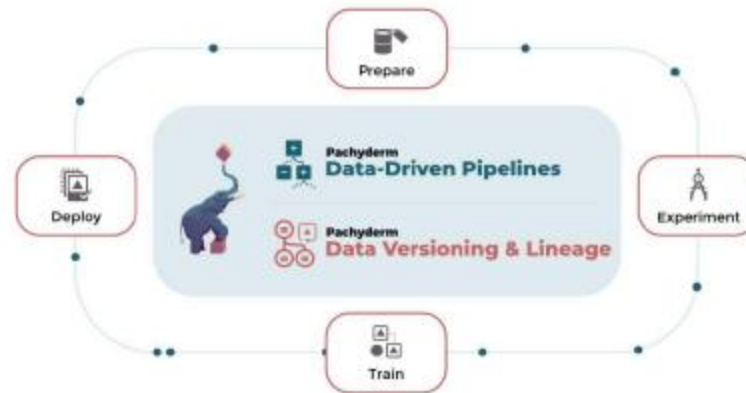 Prepare
Pachyderm
Data-Driven Pipelines
Deploy
Experiment
Pachyderm
Data Versioning & Lineage
Train